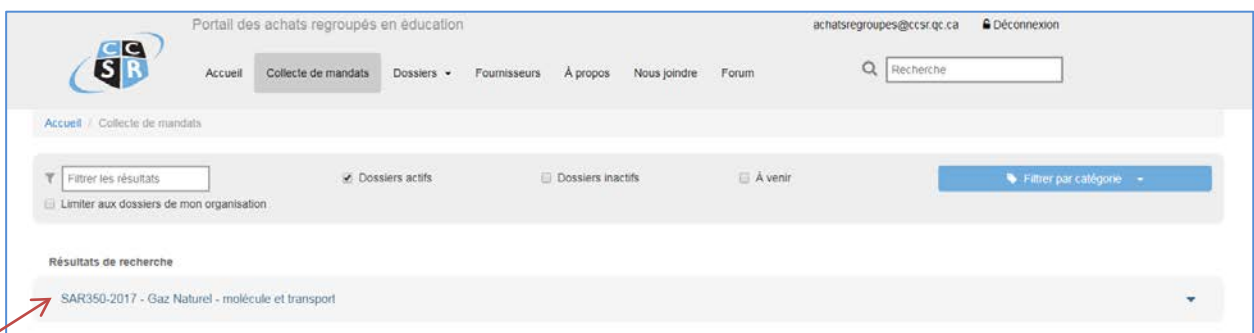 Portail des achats regroupés en éducation
achatsregroupes@ccsr.qc.ca Déconnexion
CCSR
Accueil Collecte de mandats Dossiers Fournisseurs À propos Nous joindre Forum Recherche
Accueil / Collecte de mandats
Filtrer les résultats Dossiers actifs Dossiers inactifs À venir Filtrer par catégorie
Limiter aux dossiers de mon organisation
Résultats de recherche
SAR350-2017 - Gaz Naturel - molécule et transport